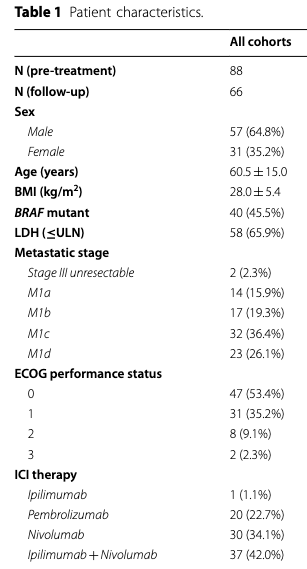 Table 1 Patient characteristics.
All cohorts
N (pre-treatment) 88
N (follow-up) 66
Sex
Male 57 (64.8%)
Female 31 (35.2%)
Age (years) 60.5 ± 15.0
BMI (kg/m²) 28.0 ± 5.4
BRAF mutant 40 (45.5%)
LDH (≤ULN) 58 (65.9%)
Metastatic stage
Stage III unresectable 2 (2.3%)
M1a 14 (15.9%)
M1b 17 (19.3%)
M1c 32 (36.4%)
M1d 23 (26.1%)
ECOG performance status
0 47 (53.4%)
1 31 (35.2%)
2 8 (9.1%)
3 2 (2.3%)
ICI therapy
Ipilimumab 1 (1.1%)
Pembrolizumab 20 (22.7%)
Nivolumab 30 (34.1%)
Ipilimumab + Nivolumab 37 (42.0%)